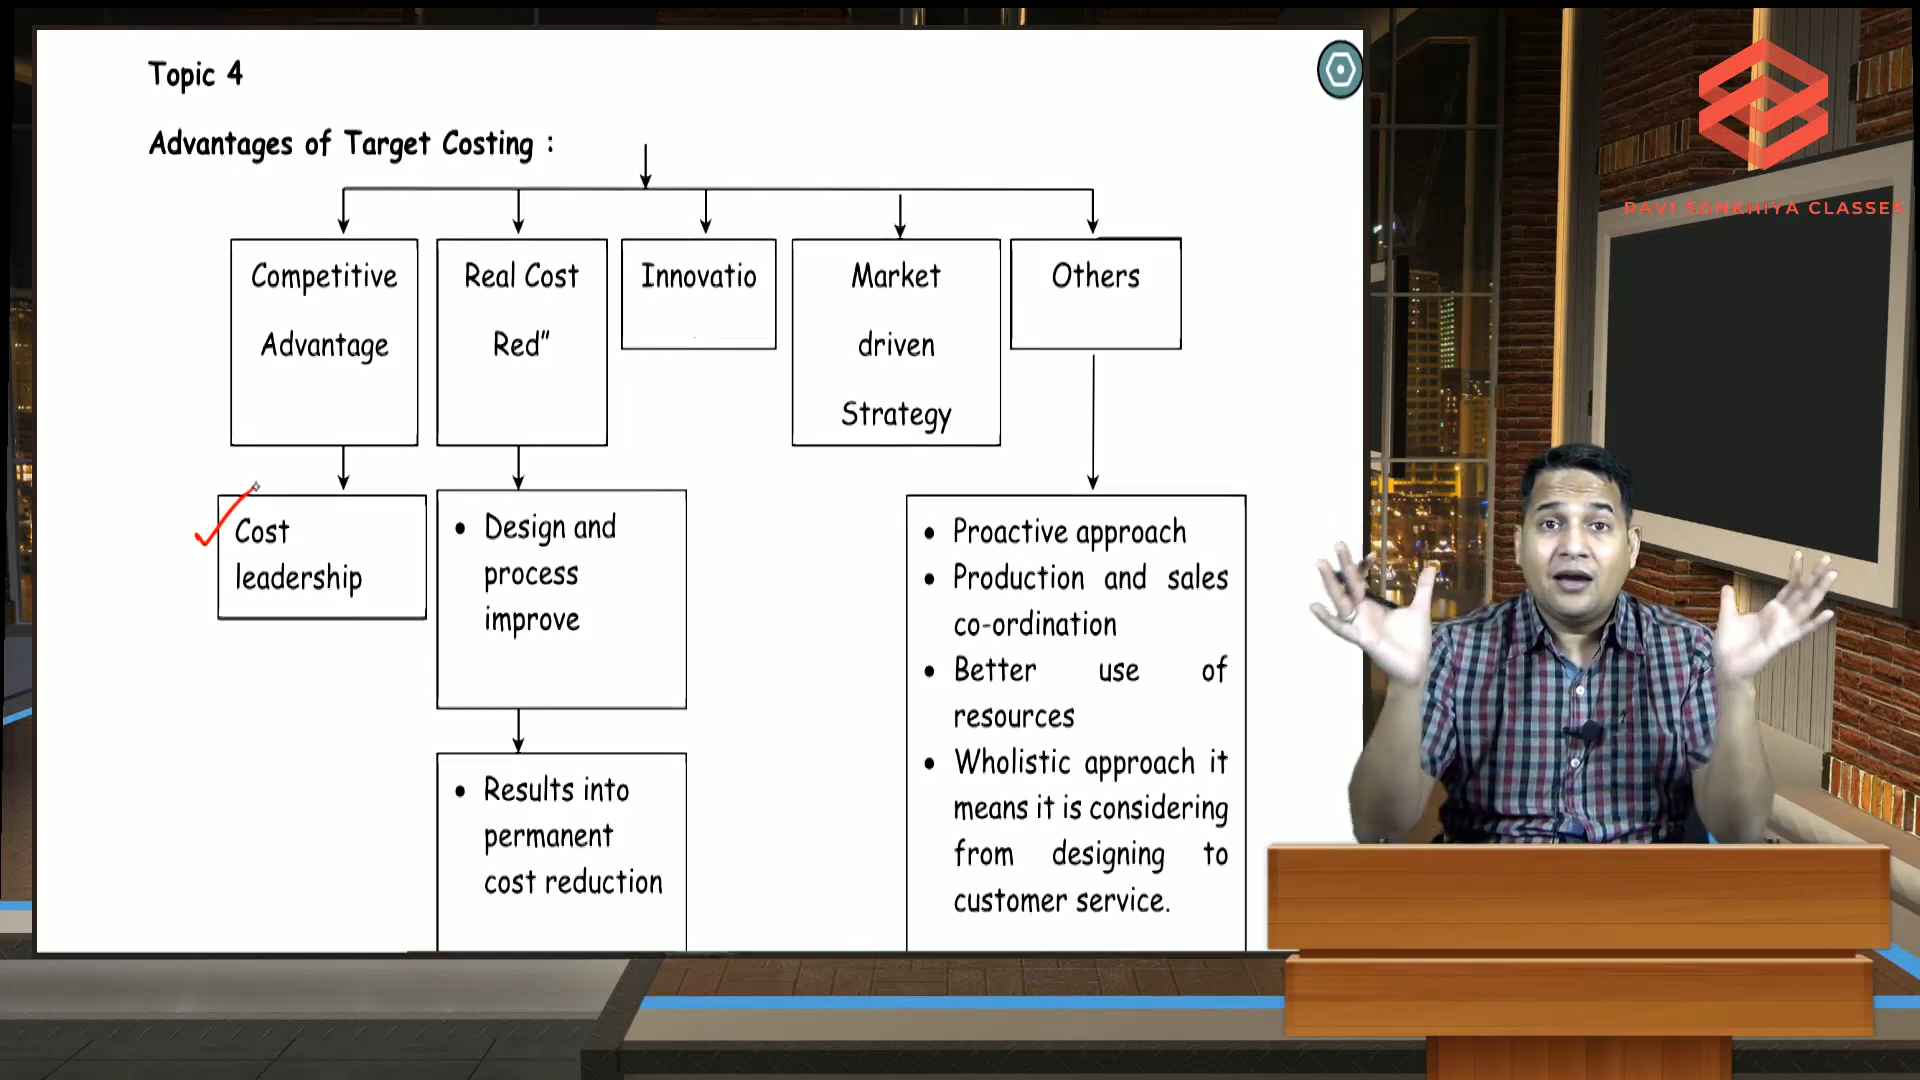 Topic 4
Advantages of Target Costing :
Competitive
Advantage
Real Cost
Red”
Innovatio
Market
driven
Strategy
Others
Cost
leadership
• Design and
process
improve
• Results into
permanent
cost reduction
• Proactive approach
• Production and sales
co-ordination
• Better use of
resources
• Wholistic approach it
means it is considering
from designing to
customer service.
RAVI SONKHIYA CLASSES